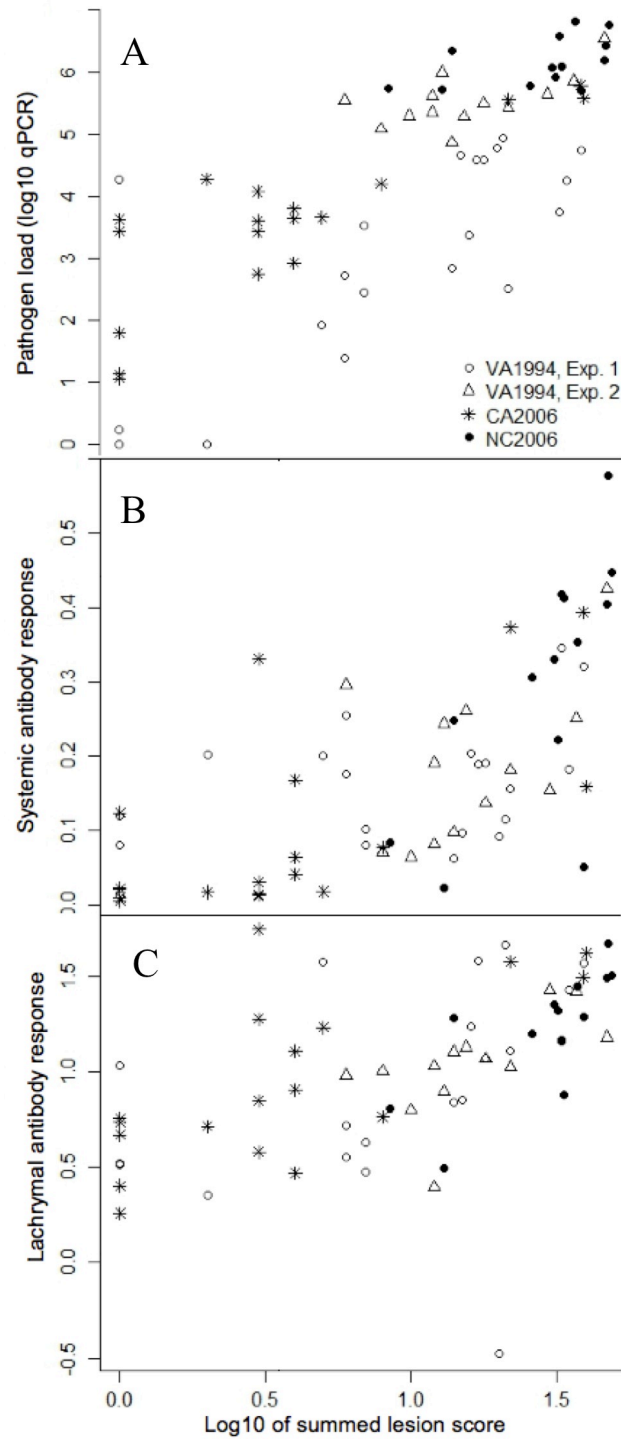 A
Pathogen load (log10 qPCR)
6
5
4
3
2
1
0
VA1994, Exp. 1
VA1994, Exp. 2
CA2006
NC2006
B
Systemic antibody response
0.5
0.4
0.3
0.2
0.1
0.0
C
Lachrymal antibody response
1.5
1.0
0.5
0.0
-0.5
0.0 0.5 1.0 1.5
Log10 of summed lesion score